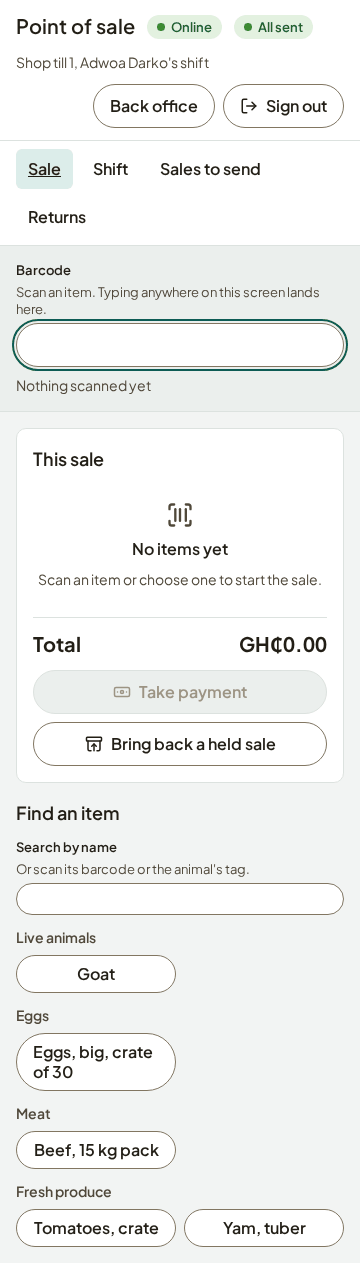 Point of sale
Online
All sent
Shop till 1, Adwoa Darko's shift
Back office
Sign out
Sale
Shift
Sales to send
Returns
Barcode
Scan an item. Typing anywhere on this screen lands
here.
Nothing scanned yet
This sale
No items yet
Scan an item or choose one to start the sale.
Total
GH₵0.00
Take payment
Bring back a held sale
Find an item
Search by name
Or scan its barcode or the animal's tag.
Live animals
Goat
Eggs
Eggs, big, crate
of 30
Meat
Beef, 15 kg pack
Fresh produce
Tomatoes, crate
Yam, tuber